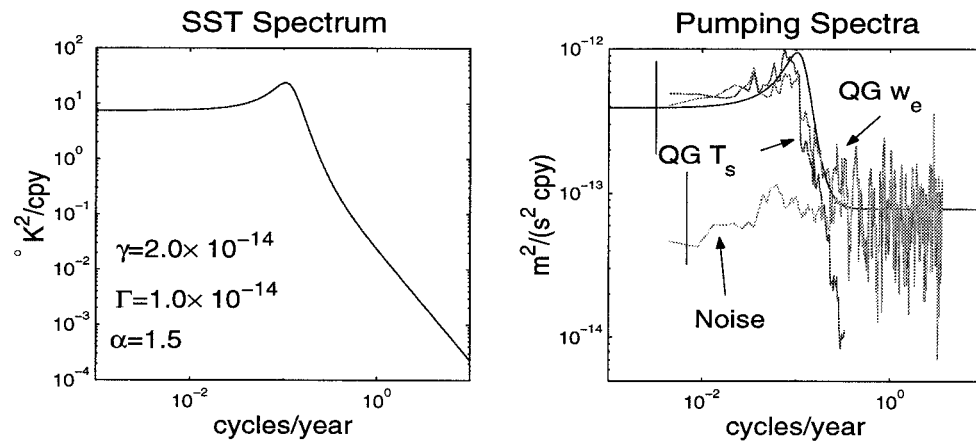 SST Spectrum
10²
10¹
10⁰
10⁻¹
10⁻²
10⁻³
10⁻⁴
° K²/cpy
γ=2.0× 10⁻¹⁴
Γ=1.0× 10⁻¹⁴
α=1.5
10⁻²
10⁰
cycles/year
Pumping Spectra
10⁻¹²
10⁻¹³
10⁻¹⁴
m²/(s² cpy)
QG wₑ
QG Tₛ
Noise
10⁻²
10⁰
cycles/year